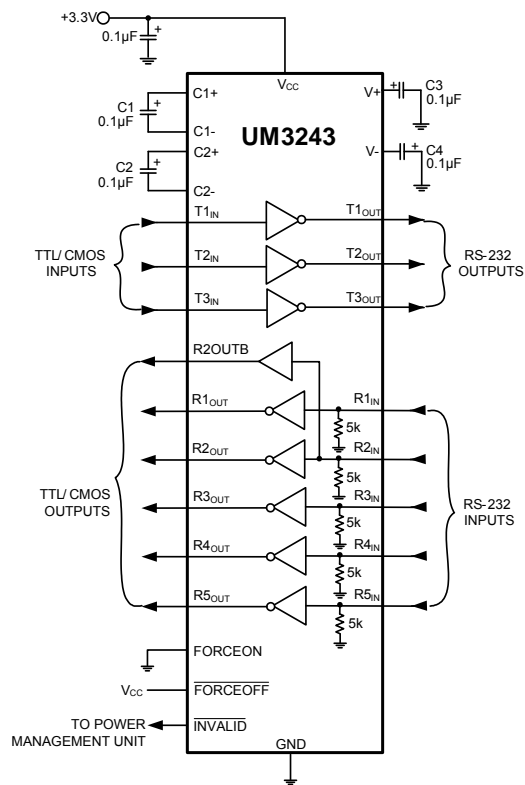 +3.3V
0.1µF
+
VCC
C1+
C1
0.1µF
+
C1-
C2+
C2
0.1µF
+
C2-
UM3243
V+
+
C3
0.1µF
V-
+
C4
0.1µF
TTL/ CMOS
INPUTS
T1IN
T1OUT
T2IN
T2OUT
T3IN
T3OUT
RS-232
OUTPUTS
R2OUTB
R1OUT
R1IN
5k
R2OUT
R2IN
5k
TTL/ CMOS
OUTPUTS
R3OUT
R3IN
5k
RS-232
INPUTS
R4OUT
R4IN
5k
R5OUT
R5IN
5k
FORCEON
VCC
FORCEOFF
TO POWER
MANAGEMENT UNIT
INVALID
GND